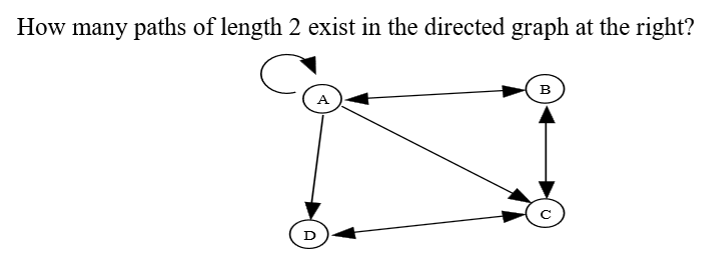 How many paths of length 2 exist in the directed graph at the right?
A
B
C
D